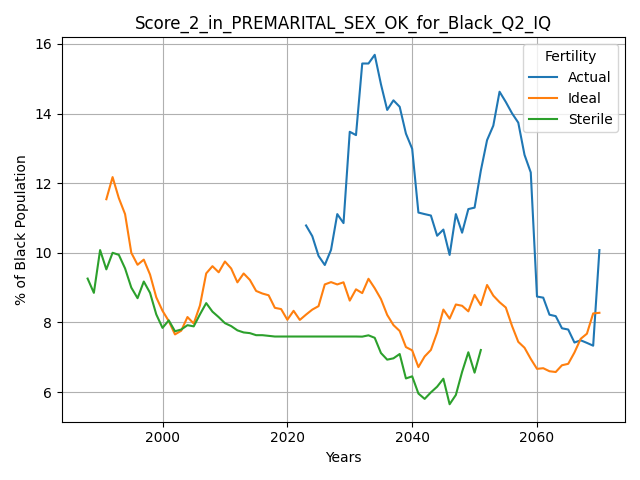 Score_2_in_PREMARITAL_SEX_OK_for_Black_Q2_IQ
Fertility
Actual
Ideal
Sterile
% of Black Population
16
14
12
10
8
6
2000
2020
2040
2060
Years